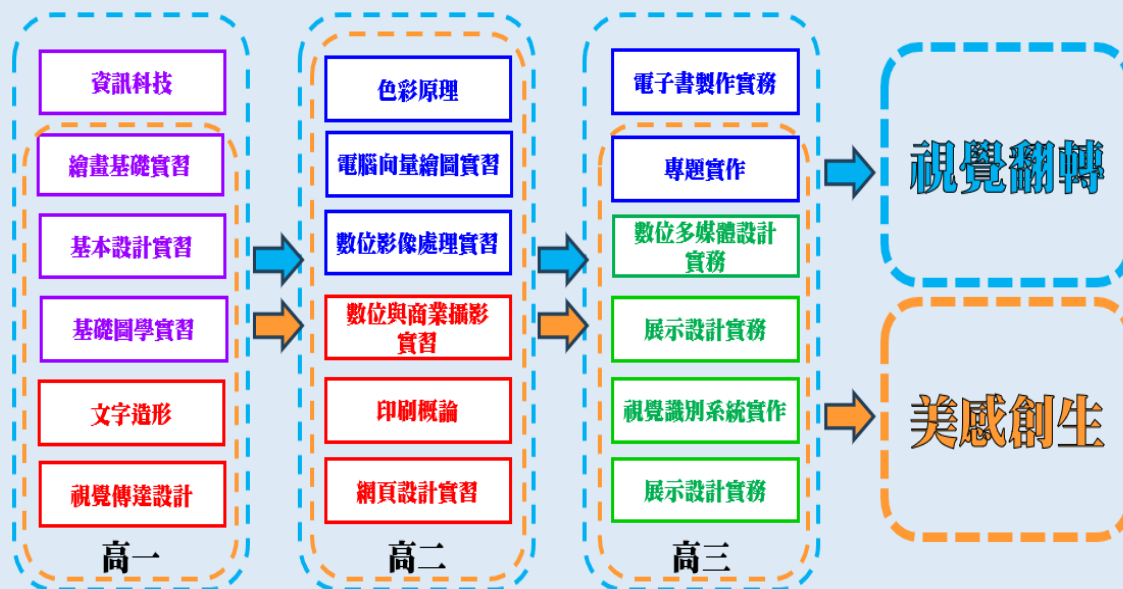 資訊科技
繪畫基礎實習
基本設計實習
基礎圖學實習
文字造形
視覺傳達設計
高一
色彩原理
電腦向量繪圖實習
數位影像處理實習
數位與商業攝影
實習
印刷概論
網頁設計實習
高二
電子書製作實務
專題實作
數位多媒體設計
實務
展示設計實務
視覺識別系統實作
展示設計實務
高三
視覺翻轉
美感創生